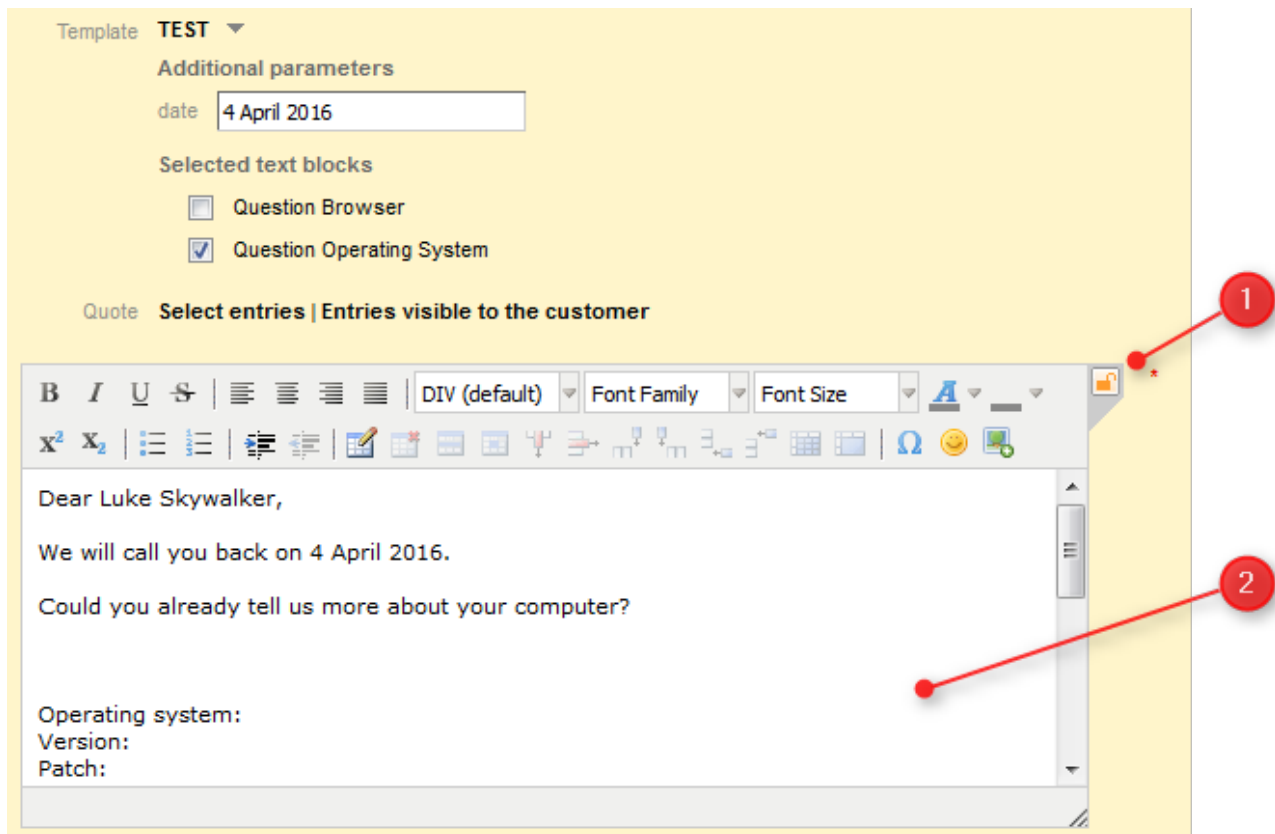 Template TEST
Additional parameters
date 4 April 2016
Selected text blocks
Question Browser
Question Operating System
Quote Select entries | Entries visible to the customer
1
B I U S DIV (default) Font Family Font Size A *
x² x₂ Ω
Dear Luke Skywalker,
We will call you back on 4 April 2016.
2
Could you already tell us more about your computer?
Operating system:
Version:
Patch: